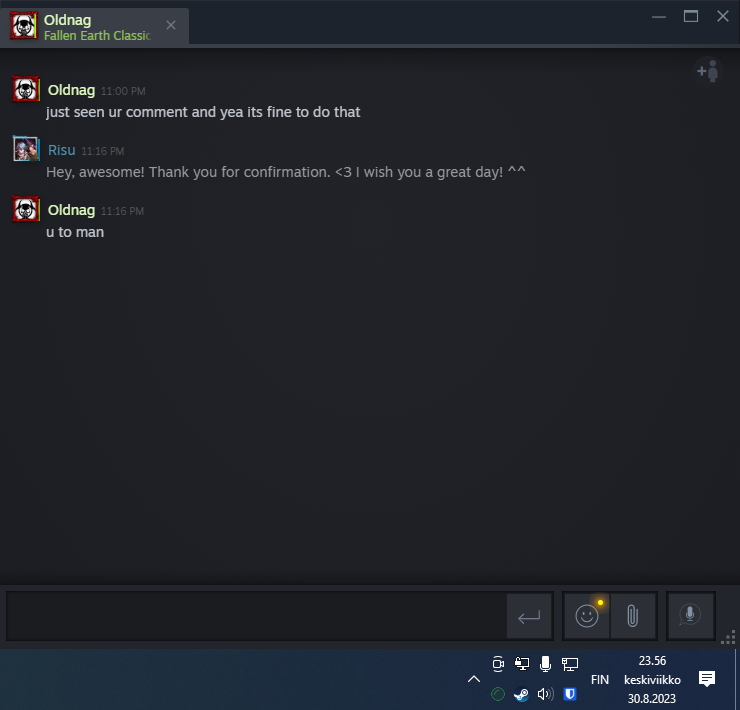 Oldnag
Fallen Earth Classic
Oldnag 11:00 PM
just seen ur comment and yea its fine to do that
Risu 11:16 PM
Hey, awesome! Thank you for confirmation. <3 I wish you a great day! ^^
Oldnag 11:16 PM
u to man
23.56
FIN keskiviikko
30.8.2023